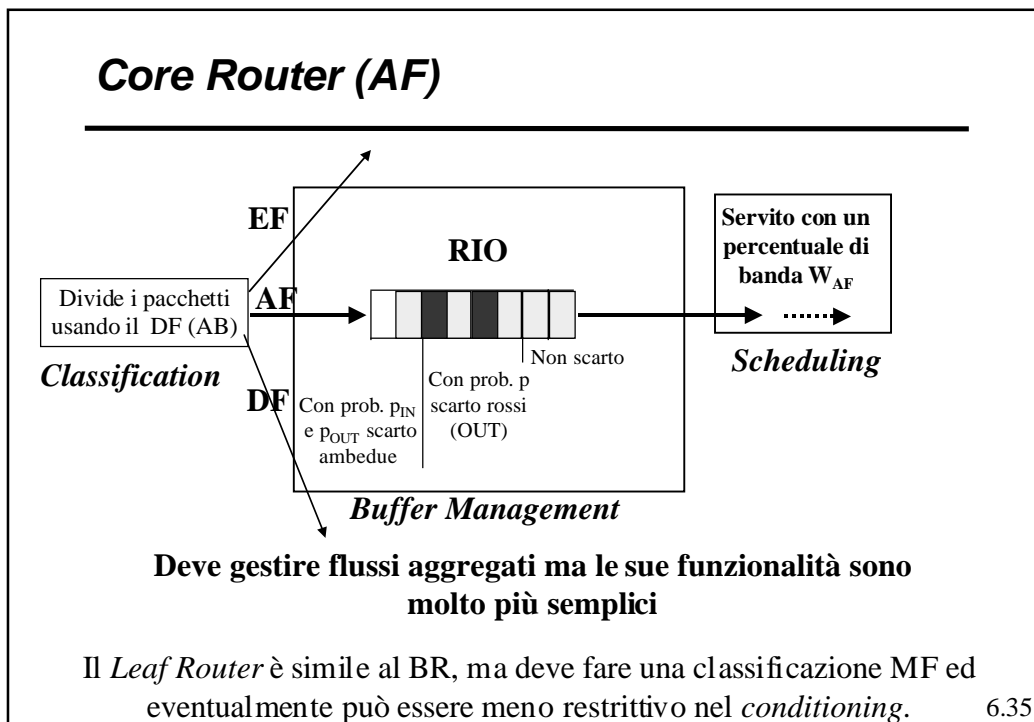 Core Router (AF)
EF
RIO
Servito con un
percentuale di
banda W_AF
Divide i pacchetti
usando il DF (AB)
AF
Classification
Non scarto
Scheduling
DF
Con prob. p_IN
e p_OUT scarto
ambedue
Con prob. p
scarto rossi
(OUT)
Buffer Management
Deve gestire flussi aggregati ma le sue funzionalità sono
molto più semplici
Il Leaf Router è simile al BR, ma deve fare una classificazione MF ed
eventualmente può essere meno restrittivo nel conditioning.
6.35